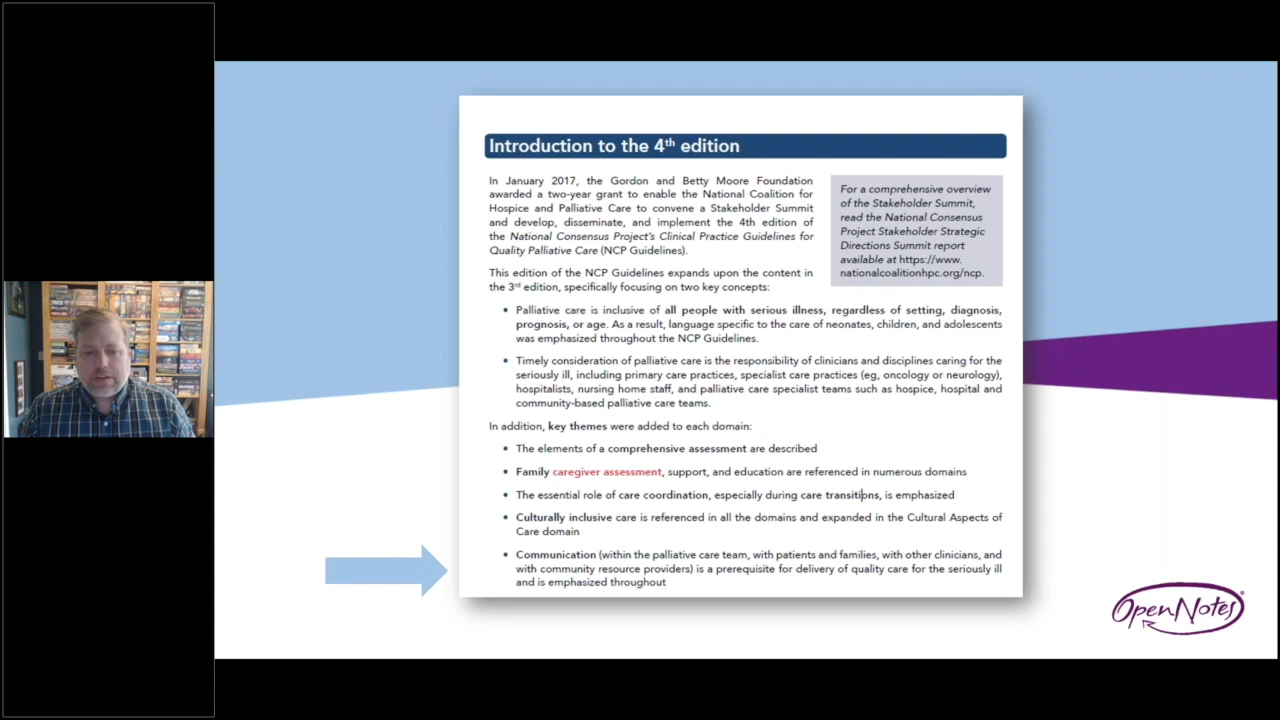 Introduction to the 4th edition
In January 2017, the Gordon and Betty Moore Foundation
awarded a two-year grant to enable the National Coalition for
Hospice and Palliative Care to convene a Stakeholder Summit
and develop, disseminate, and implement the 4th edition of
the National Consensus Project's Clinical Practice Guidelines for
Quality Palliative Care (NCP Guidelines).
For a comprehensive overview
of the Stakeholder Summit,
read the National Consensus
Project Stakeholder Strategic
Directions Summit report
available at https://www.
nationalcoalitionhpc.org/ncp.
This edition of the NCP Guidelines expands upon the content in
the 3rd edition, specifically focusing on two key concepts:
• Palliative care is inclusive of all people with serious illness, regardless of setting, diagnosis,
prognosis, or age. As a result, language specific to the care of neonates, children, and adolescents
was emphasized throughout the NCP Guidelines.
• Timely consideration of palliative care is the responsibility of clinicians and disciplines caring for the
seriously ill, including primary care practices, specialist care practices (eg, oncology or neurology),
hospitalists, nursing home staff, and palliative care specialist teams such as hospice, hospital and
community-based palliative care teams.
In addition, key themes were added to each domain:
• The elements of a comprehensive assessment are described
• Family caregiver assessment, support, and education are referenced in numerous domains
• The essential role of care coordination, especially during care transitions, is emphasized
• Culturally inclusive care is referenced in all the domains and expanded in the Cultural Aspects of
Care domain
• Communication (within the palliative care team, with patients and families, with other clinicians, and
with community resource providers) is a prerequisite for delivery of quality care for the seriously ill
and is emphasized throughout
OpenNotes®